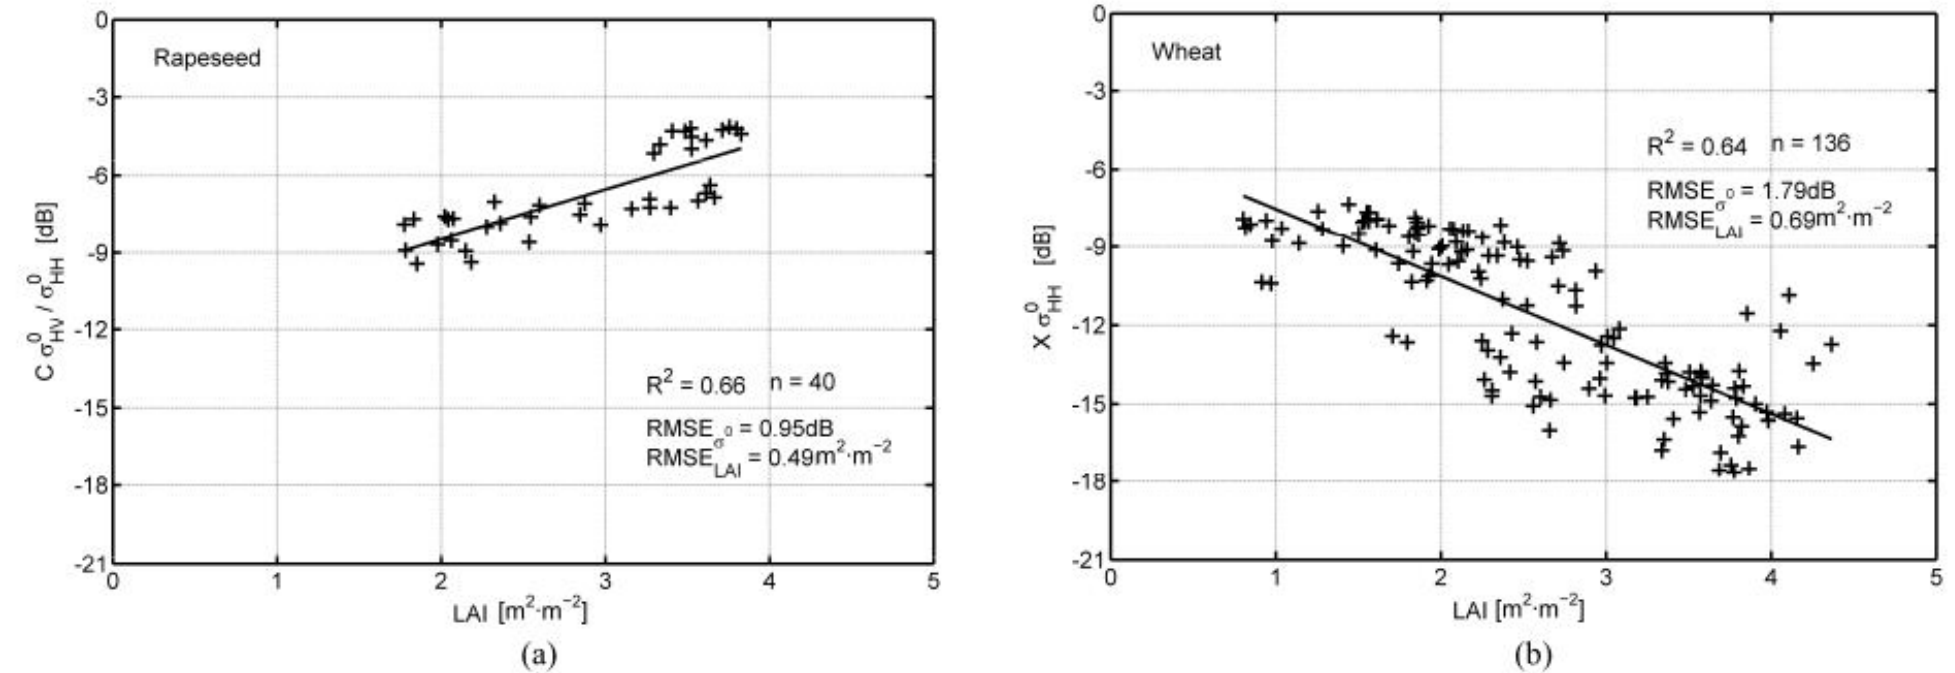 0
-3
-6
-9
-12
-15
-18
-21
C σ⁰HV / σ⁰HH [dB]
Rapeseed
R² = 0.66 n = 40
RMSEσ⁰ = 0.95dB
RMSELAI = 0.49m²·m⁻²
0 1 2 3 4 5
LAI [m²·m⁻²]
(a)
0
-3
-6
-9
-12
-15
-18
-21
X σ⁰HH [dB]
Wheat
R² = 0.64 n = 136
RMSEσ⁰ = 1.79dB
RMSELAI = 0.69m²·m⁻²
0 1 2 3 4 5
LAI [m²·m⁻²]
(b)